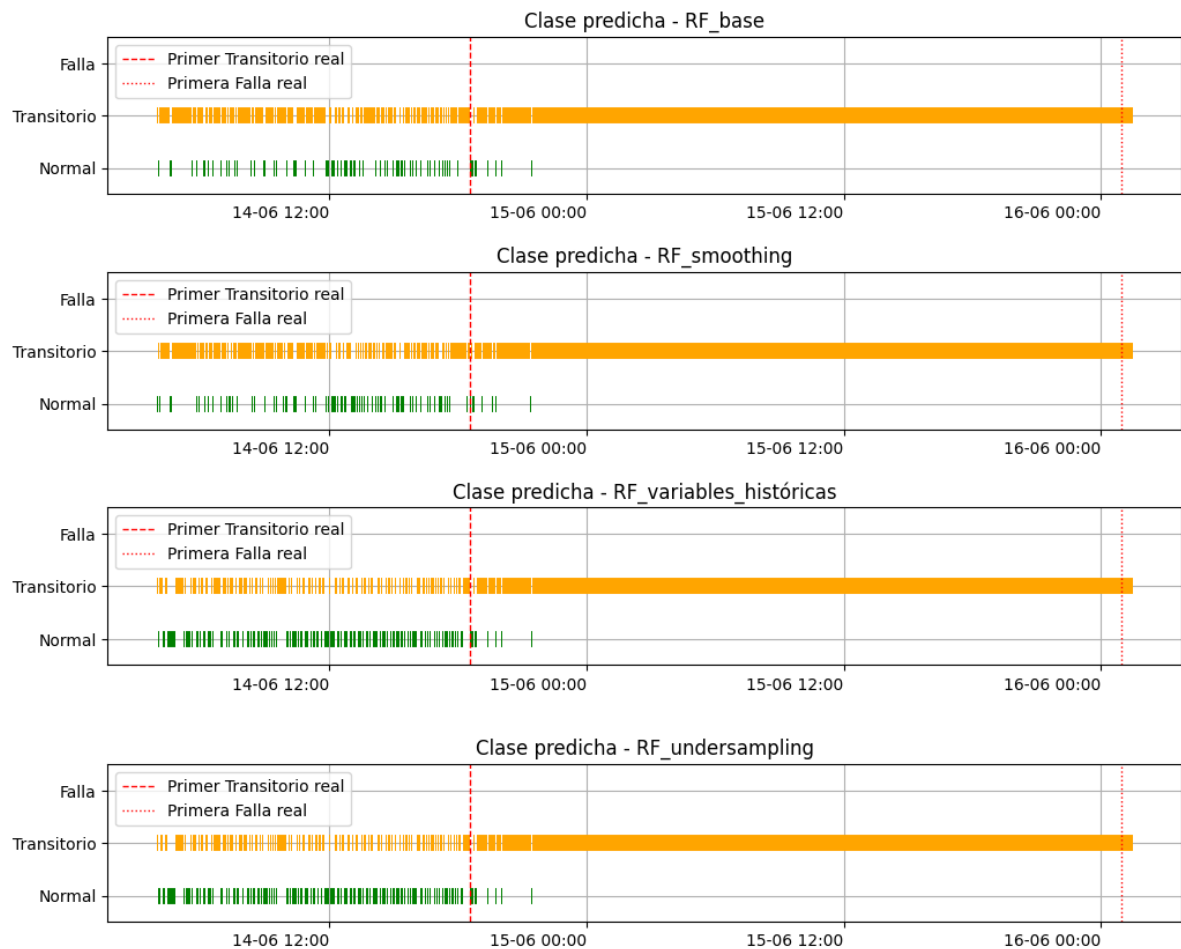 Clase predicha - RF_base
Primer Transitorio real
Primera Falla real
Falla
Transitorio
Normal
14-06 12:00 15-06 00:00 15-06 12:00 16-06 00:00
Clase predicha - RF_smoothing
Primer Transitorio real
Primera Falla real
Falla
Transitorio
Normal
14-06 12:00 15-06 00:00 15-06 12:00 16-06 00:00
Clase predicha - RF_variables_históricas
Primer Transitorio real
Primera Falla real
Falla
Transitorio
Normal
14-06 12:00 15-06 00:00 15-06 12:00 16-06 00:00
Clase predicha - RF_undersampling
Primer Transitorio real
Primera Falla real
Falla
Transitorio
Normal
14-06 12:00 15-06 00:00 15-06 12:00 16-06 00:00